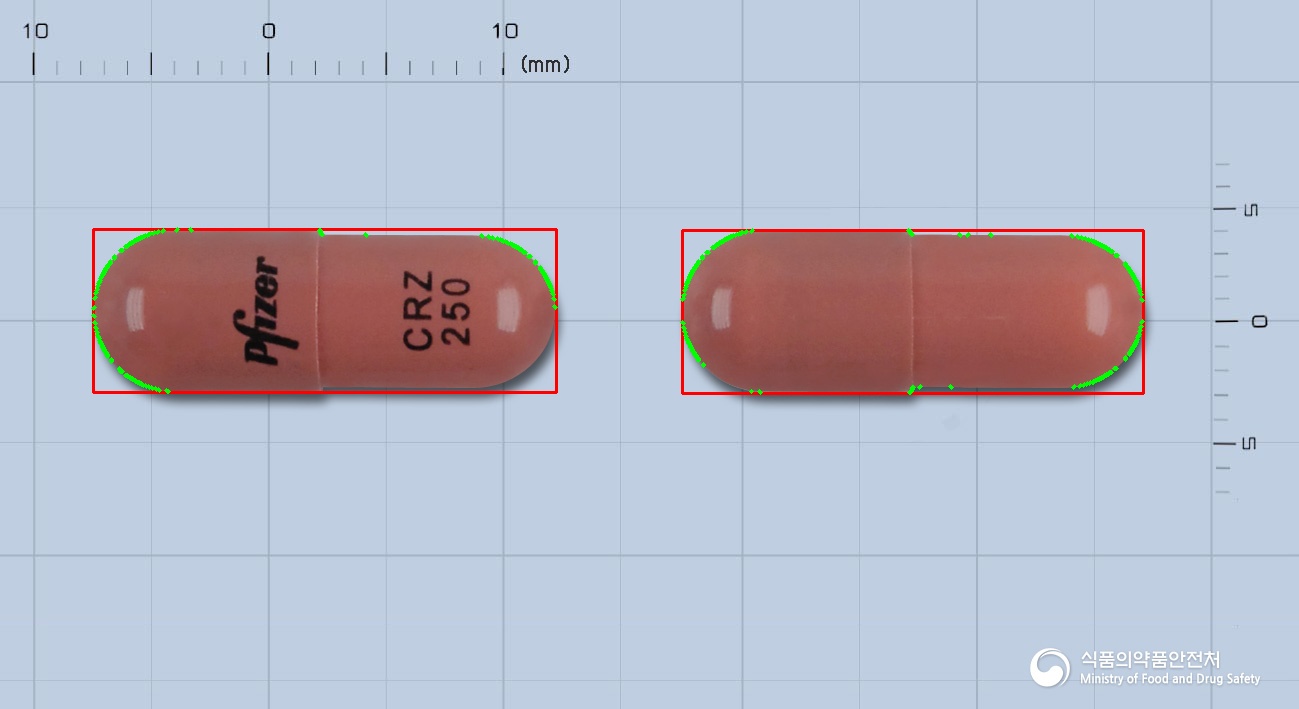 10 0 10
(mm)
pfizer
CRZ
250
5
0
5
식품의약품안전처
Ministry of Food and Drug Safety